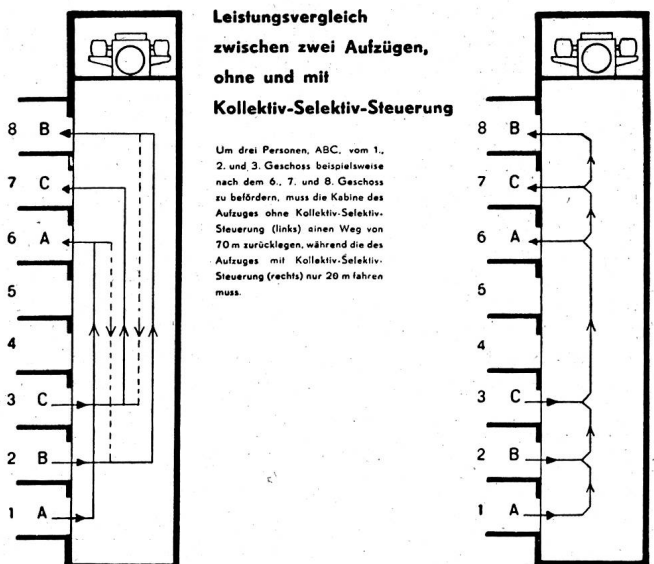 Leistungsvergleich
zwischen zwei Aufzügen,
ohne und mit
Kollektiv-Selektiv-Steuerung
Um drei Personen, ABC, vom 1.,
2. und 3. Geschoss beispielsweise
nach dem 6., 7. und 8. Geschoss
zu befördern, muss die Kabine des
Aufzuges ohne Kollektiv-Selektiv-
Steuerung (links) einen Weg von
70 m zurücklegen, während die des
Aufzuges mit Kollektiv-Selektiv-
Steuerung (rechts) nur 20 m fahren
muss.
8 B
7 C
6 A
5
4
3 C
2 B
1 A
8 B
7 C
6 A
5
4
3 C
2 B
1 A